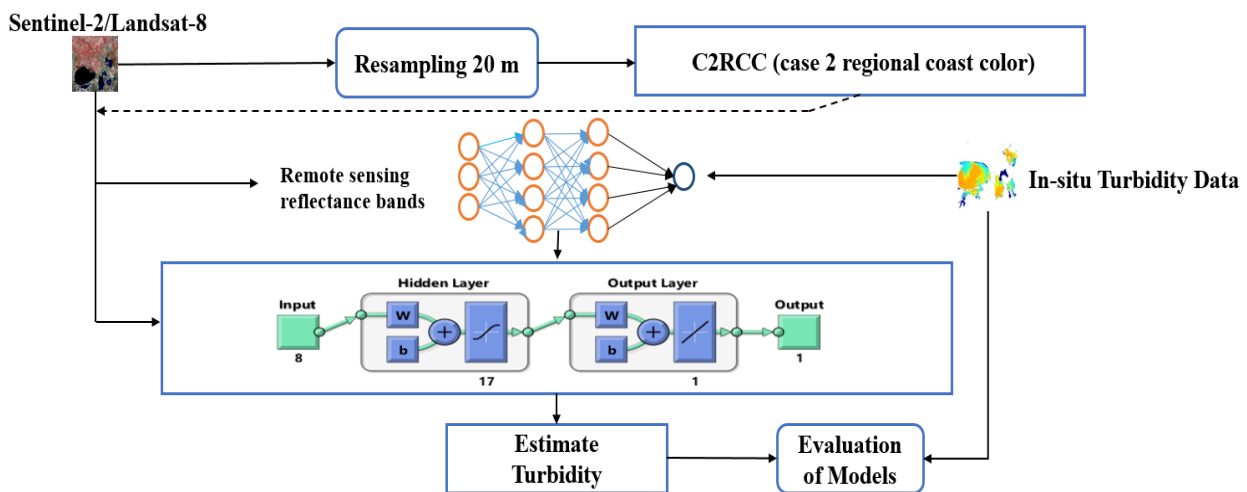 Sentinel-2/Landsat-8
Resampling 20 m
C2RCC (case 2 regional coast color)
Remote sensing
reflectance bands
In-situ Turbidity Data
Hidden Layer
Output Layer
Input
Output
W
b
+
W
b
+
8
17
1
1
Estimate
Turbidity
Evaluation
of Models